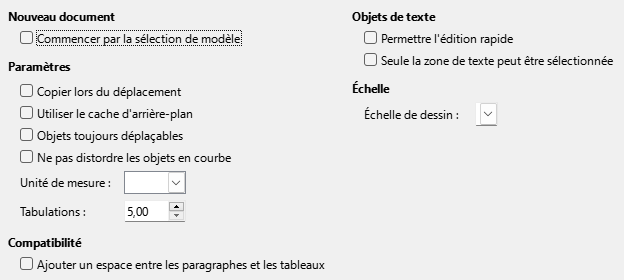 Nouveau document
Commencer par la sélection de modèle
Paramètres
Copier lors du déplacement
Utiliser le cache d'arrière-plan
Objets toujours déplaçables
Ne pas distordre les objets en courbe
Unité de mesure :
Tabulations : 5,00
Compatibilité
Ajouter un espace entre les paragraphes et les tableaux
Objets de texte
Permettre l'édition rapide
Seule la zone de texte peut être sélectionnée
Échelle
Échelle de dessin :